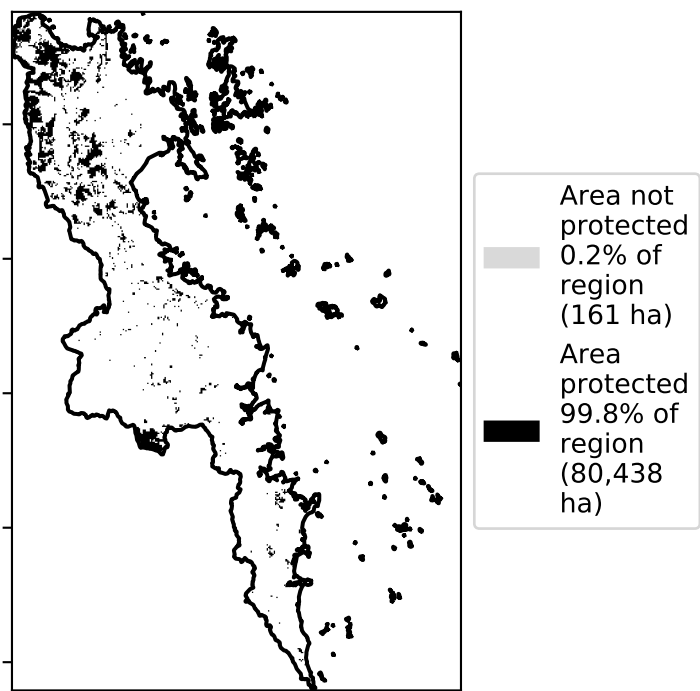 Area not
protected
0.2% of
region
(161 ha)
Area
protected
99.8% of
region
(80,438
ha)